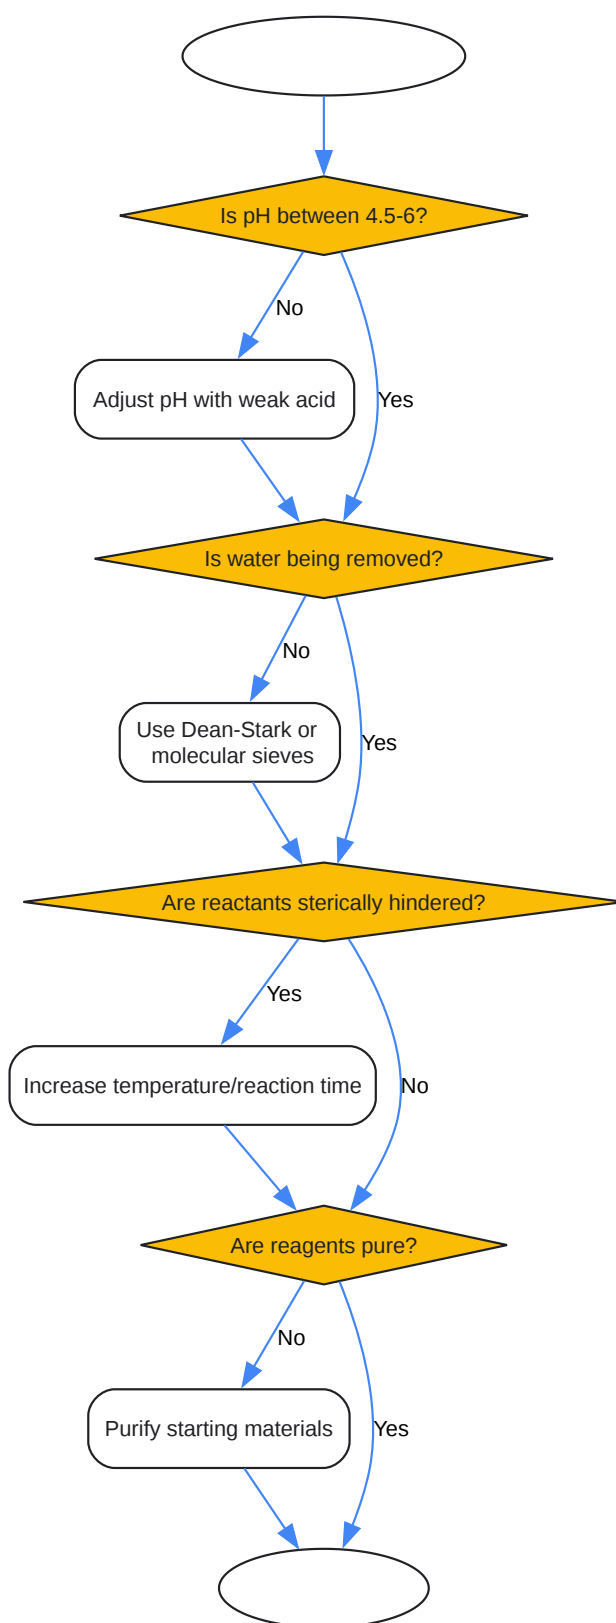 Is pH between 4.5-6?
No
Adjust pH with weak acid
Yes
Is water being removed?
No
Use Dean-Stark or
molecular sieves
Yes
Are reactants sterically hindered?
Yes
Increase temperature/reaction time
No
Are reagents pure?
No
Purify starting materials
Yes